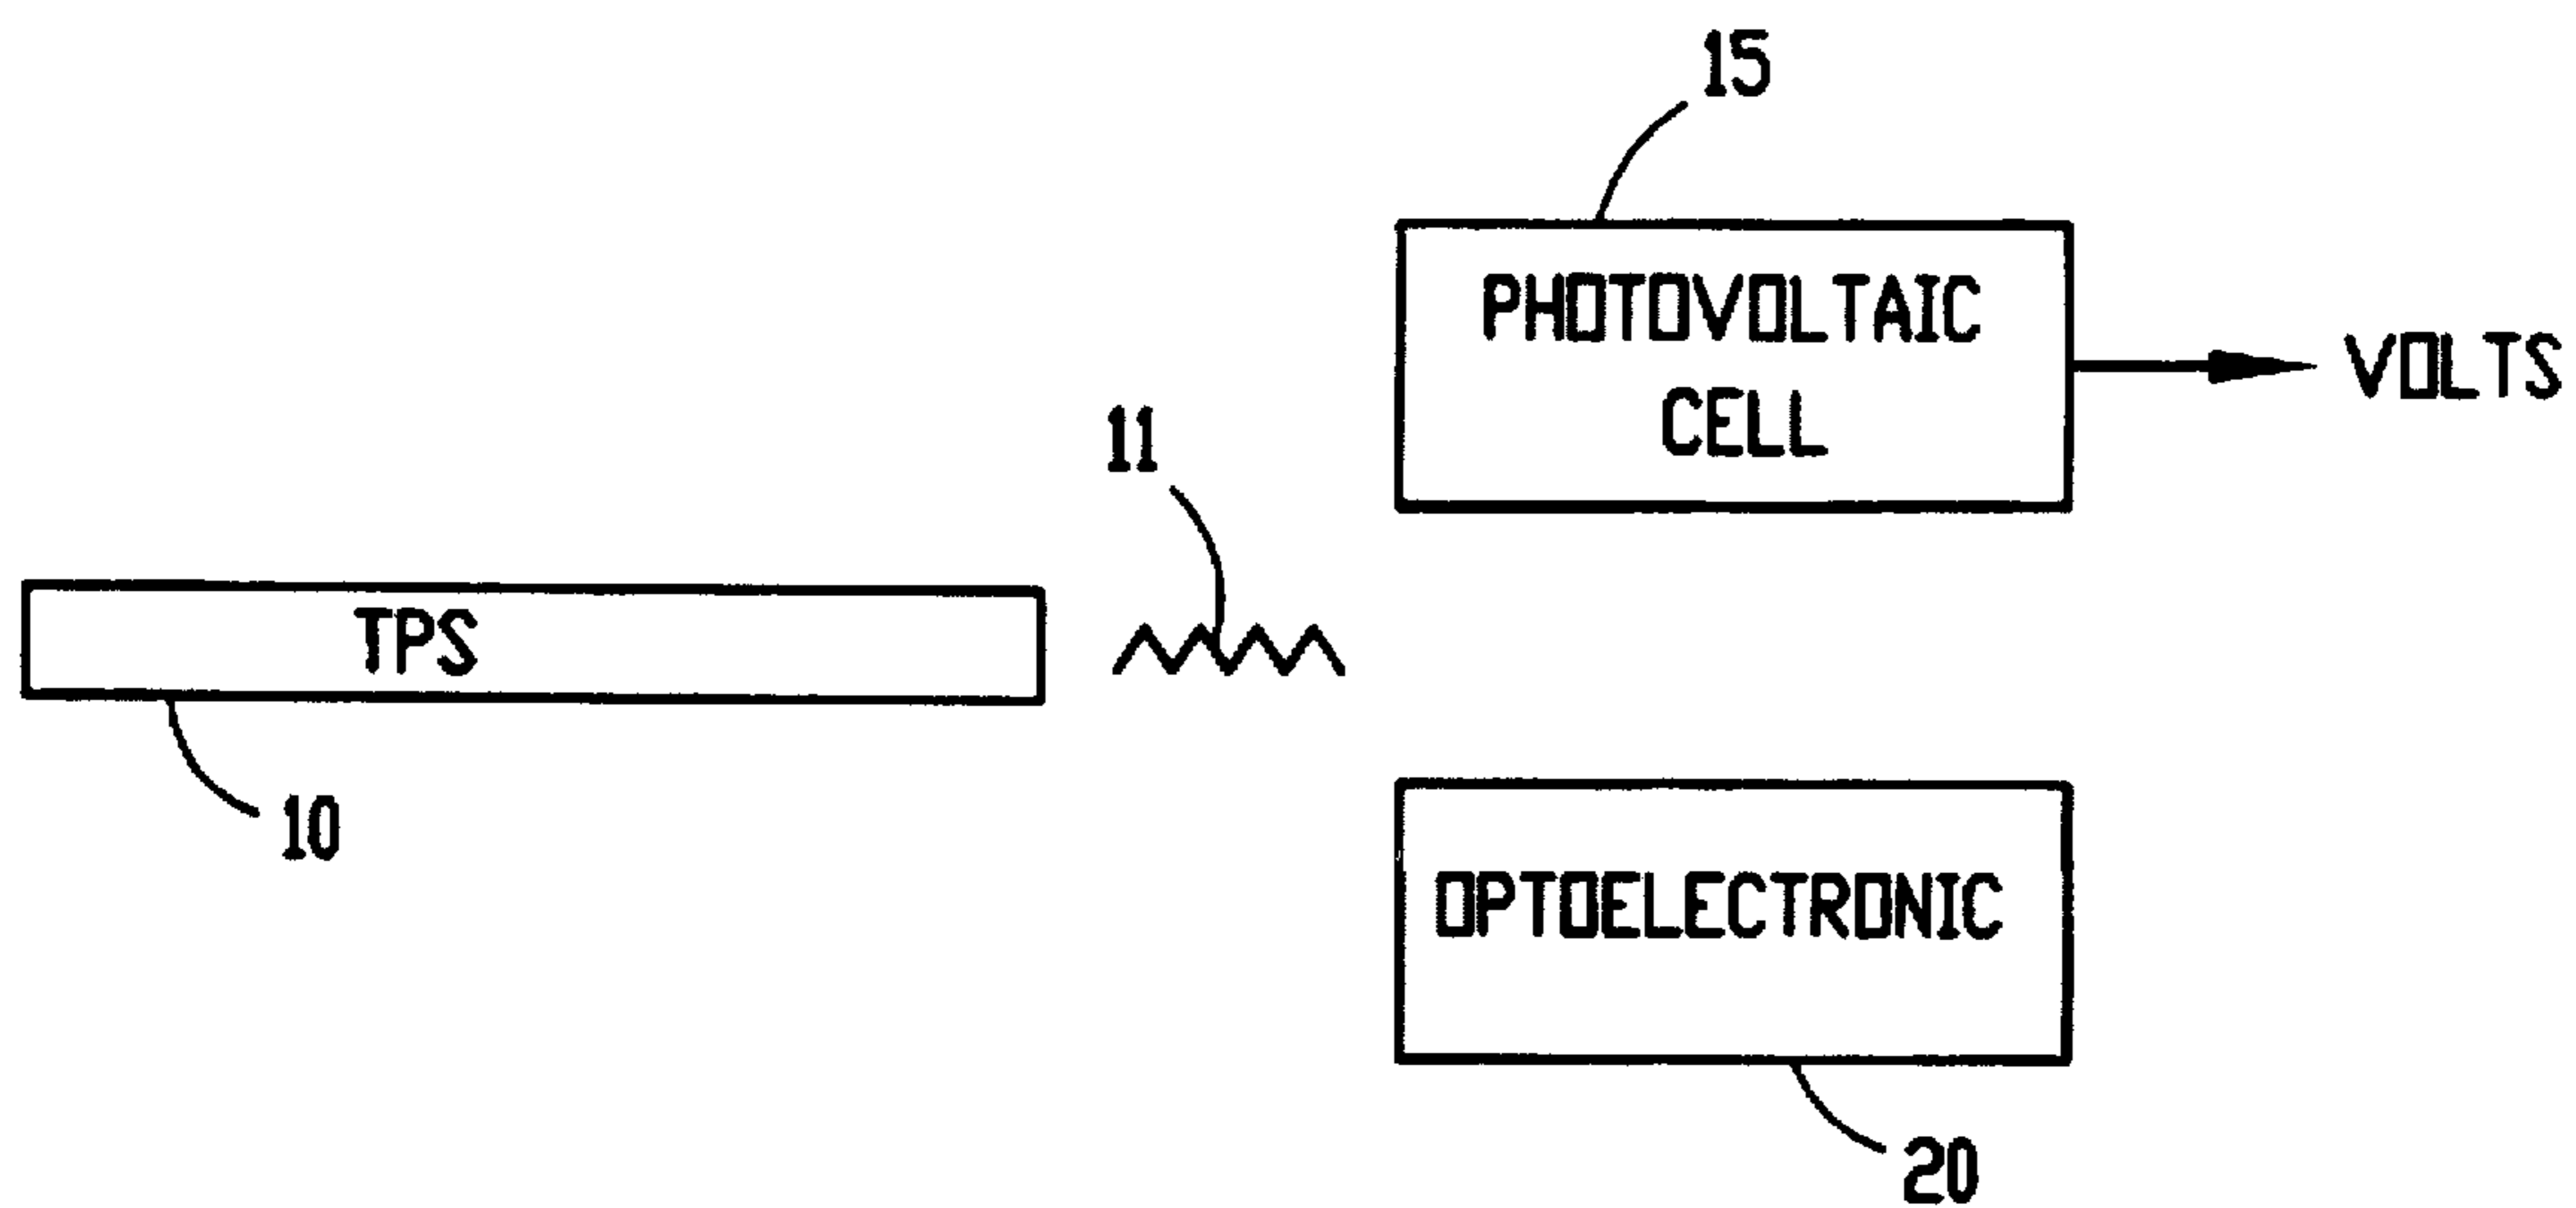 15
PHOTOVOLTAIC
CELL
VOLTS
11
TPS
10
OPTOELECTRONIC
20